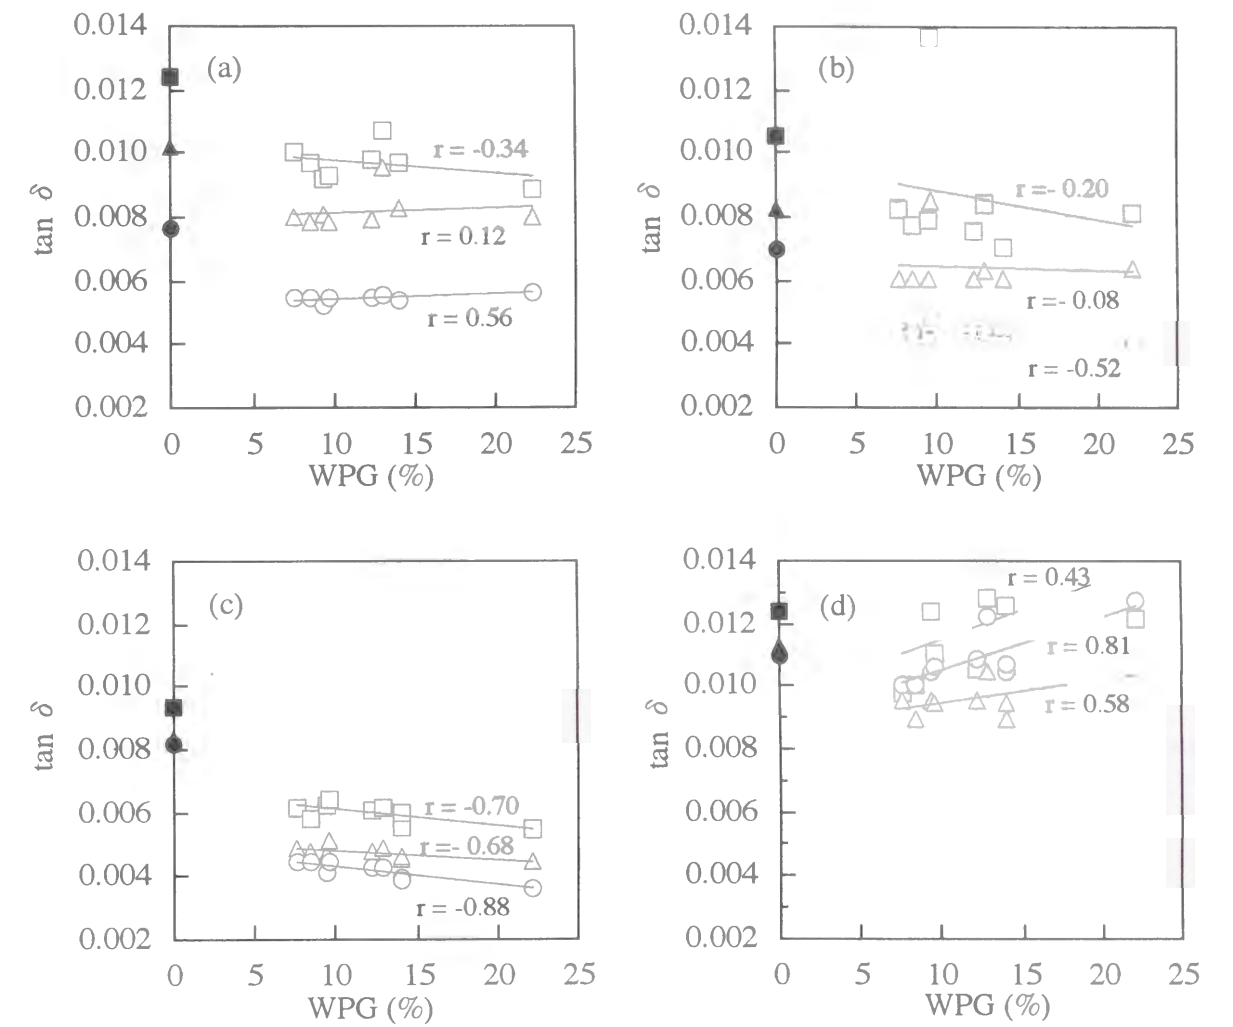 0.014
(a)
0.012
0.010
r = -0.34
0.008
r = 0.12
0.006
r = 0.56
0.004
0.002
tan δ
0 5 10 15 20 25
WPG (%)
0.014
(b)
0.012
0.010
r =- 0.20
0.008
0.006
r =- 0.08
0.004
r = -0.52
0.002
tan δ
0 5 10 15 20 25
WPG (%)
0.014
(c)
0.012
0.010
0.008
0.006
r = -0.70
r =- 0.68
0.004
r = -0.88
0.002
tan δ
0 5 10 15 20 25
WPG (%)
0.014
r = 0.43
(d)
0.012
r = 0.81
0.010
r = 0.58
0.008
0.006
0.004
0.002
tan δ
0 5 10 15 20 25
WPG (%)